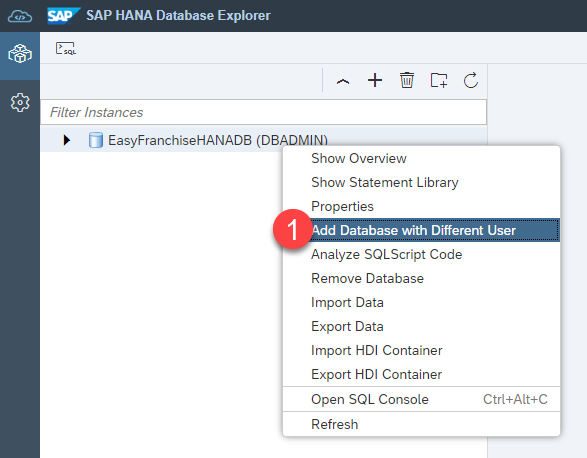 SAP SAP HANA Database Explorer
SQL
Filter Instances
EasyFranchiseHANADB (DBADMIN)
Show Overview
Show Statement Library
Properties
1 Add Database with Different User
Analyze SQLScript Code
Remove Database
Import Data
Export Data
Import HDI Container
Export HDI Container
Open SQL Console Ctrl+Alt+C
Refresh